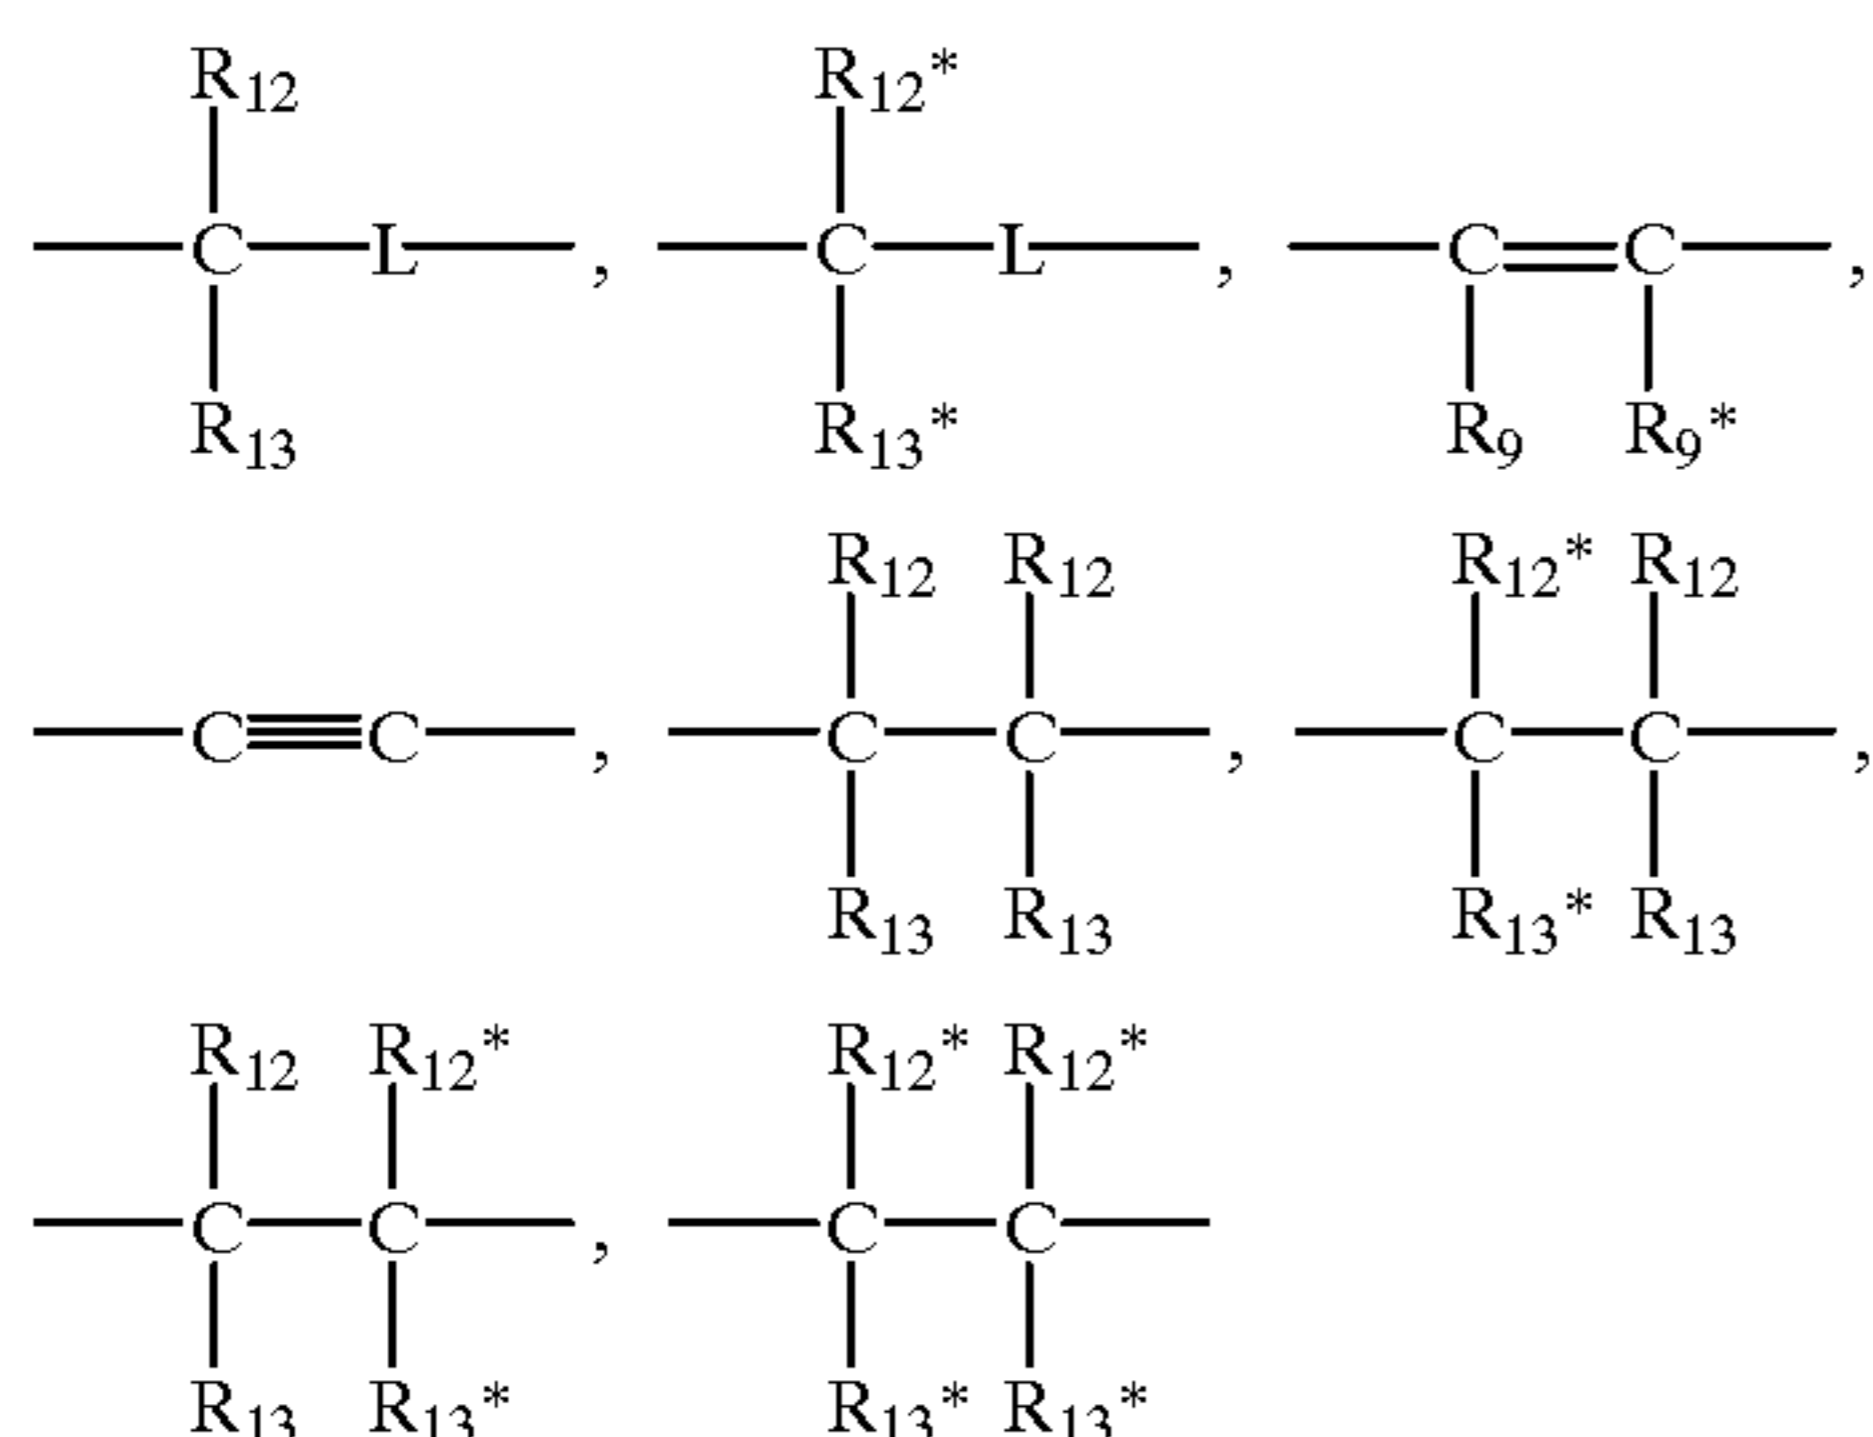 R12 R12*
C L , C L , C C ,
R13 R13* R9 R9*
R12 R12 R12* R12
C C , C C , C C ,
R13 R13 R13* R13
R12 R12* R12* R12*
C C , C C
R13 R13* R13* R13*